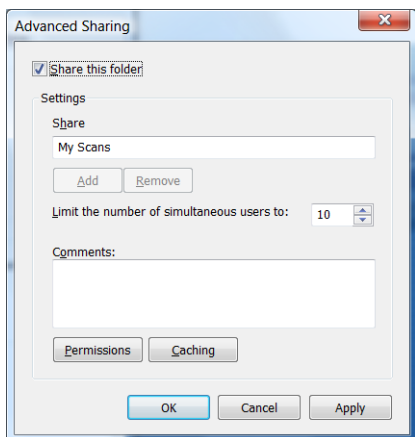 Advanced Sharing
Share this folder
Settings
Share
My Scans
Add Remove
Limit the number of simultaneous users to: 10
Comments:
Permissions Caching
OK Cancel Apply